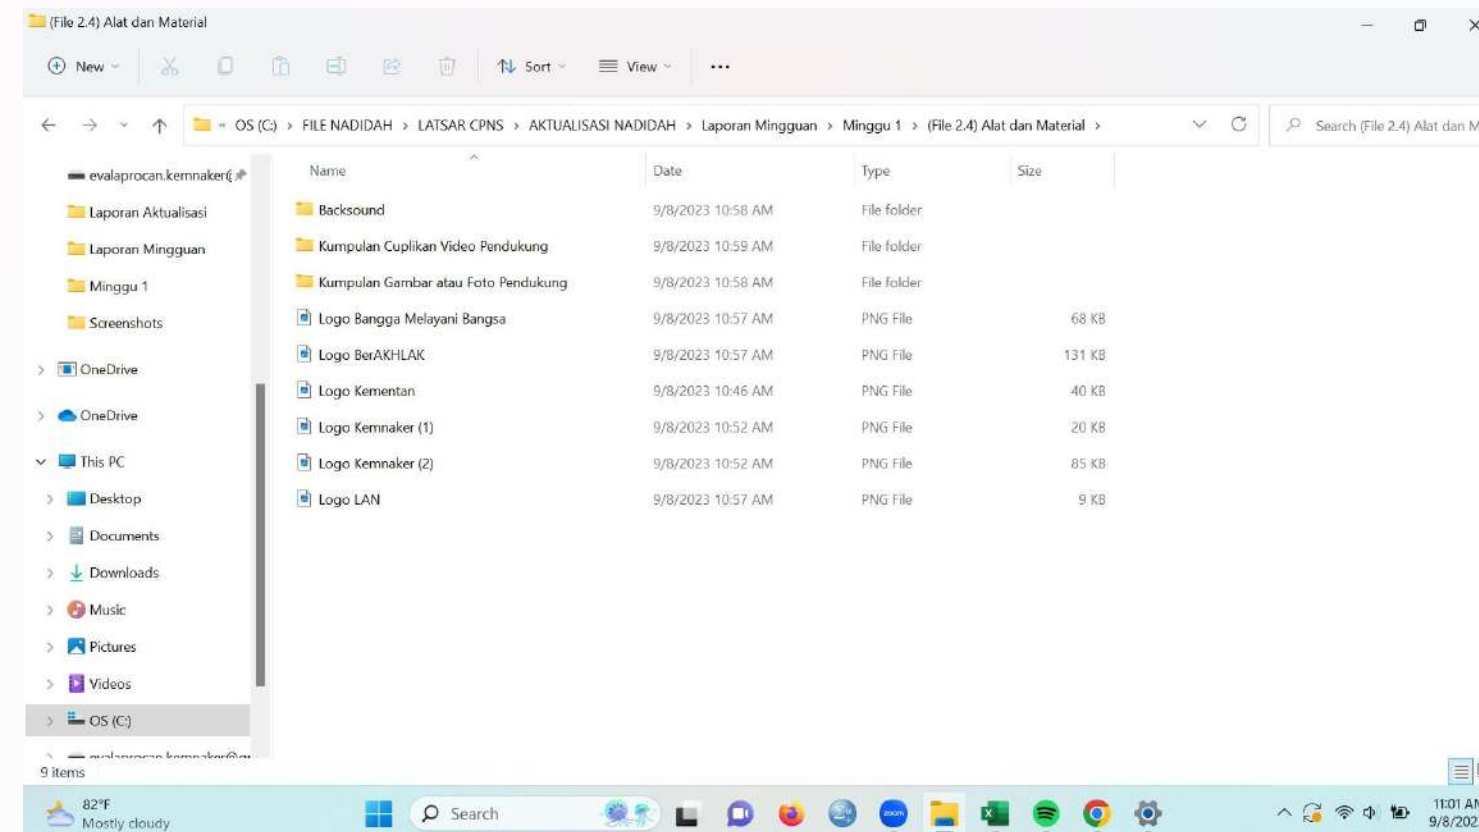 (File 2.4) Alat dan Material
New Sort View
OS (C:) > FILE NADIDAH > LATSAR CPNS > AKTUALISASI NADIDAH > Laporan Mingguan > Minggu 1 > (File 2.4) Alat dan Material >
Search (File 2.4) Alat dan M
Name Date Type Size
evalaprocan.kemnaker(
Laporan Aktualisasi
Laporan Mingguan
Minggu 1
Screenshots
OneDrive
OneDrive
This PC
Desktop
Documents
Downloads
Music
Pictures
Videos
OS (C:)
Backsound 9/8/2023 10:58 AM File folder
Kumpulan Cuplikan Video Pendukung 9/8/2023 10:59 AM File folder
Kumpulan Gambar atau Foto Pendukung 9/8/2023 10:58 AM File folder
Logo Bangga Melayani Bangsa 9/8/2023 10:57 AM PNG File 68 KB
Logo BerAKHLAK 9/8/2023 10:57 AM PNG File 131 KB
Logo Kementan 9/8/2023 10:46 AM PNG File 40 KB
Logo Kemnaker (1) 9/8/2023 10:52 AM PNG File 20 KB
Logo Kemnaker (2) 9/8/2023 10:52 AM PNG File 85 KB
Logo LAN 9/8/2023 10:57 AM PNG File 9 KB
9 items
82°F
Mostly cloudy
Search
zoom
11:01 AM
9/8/202